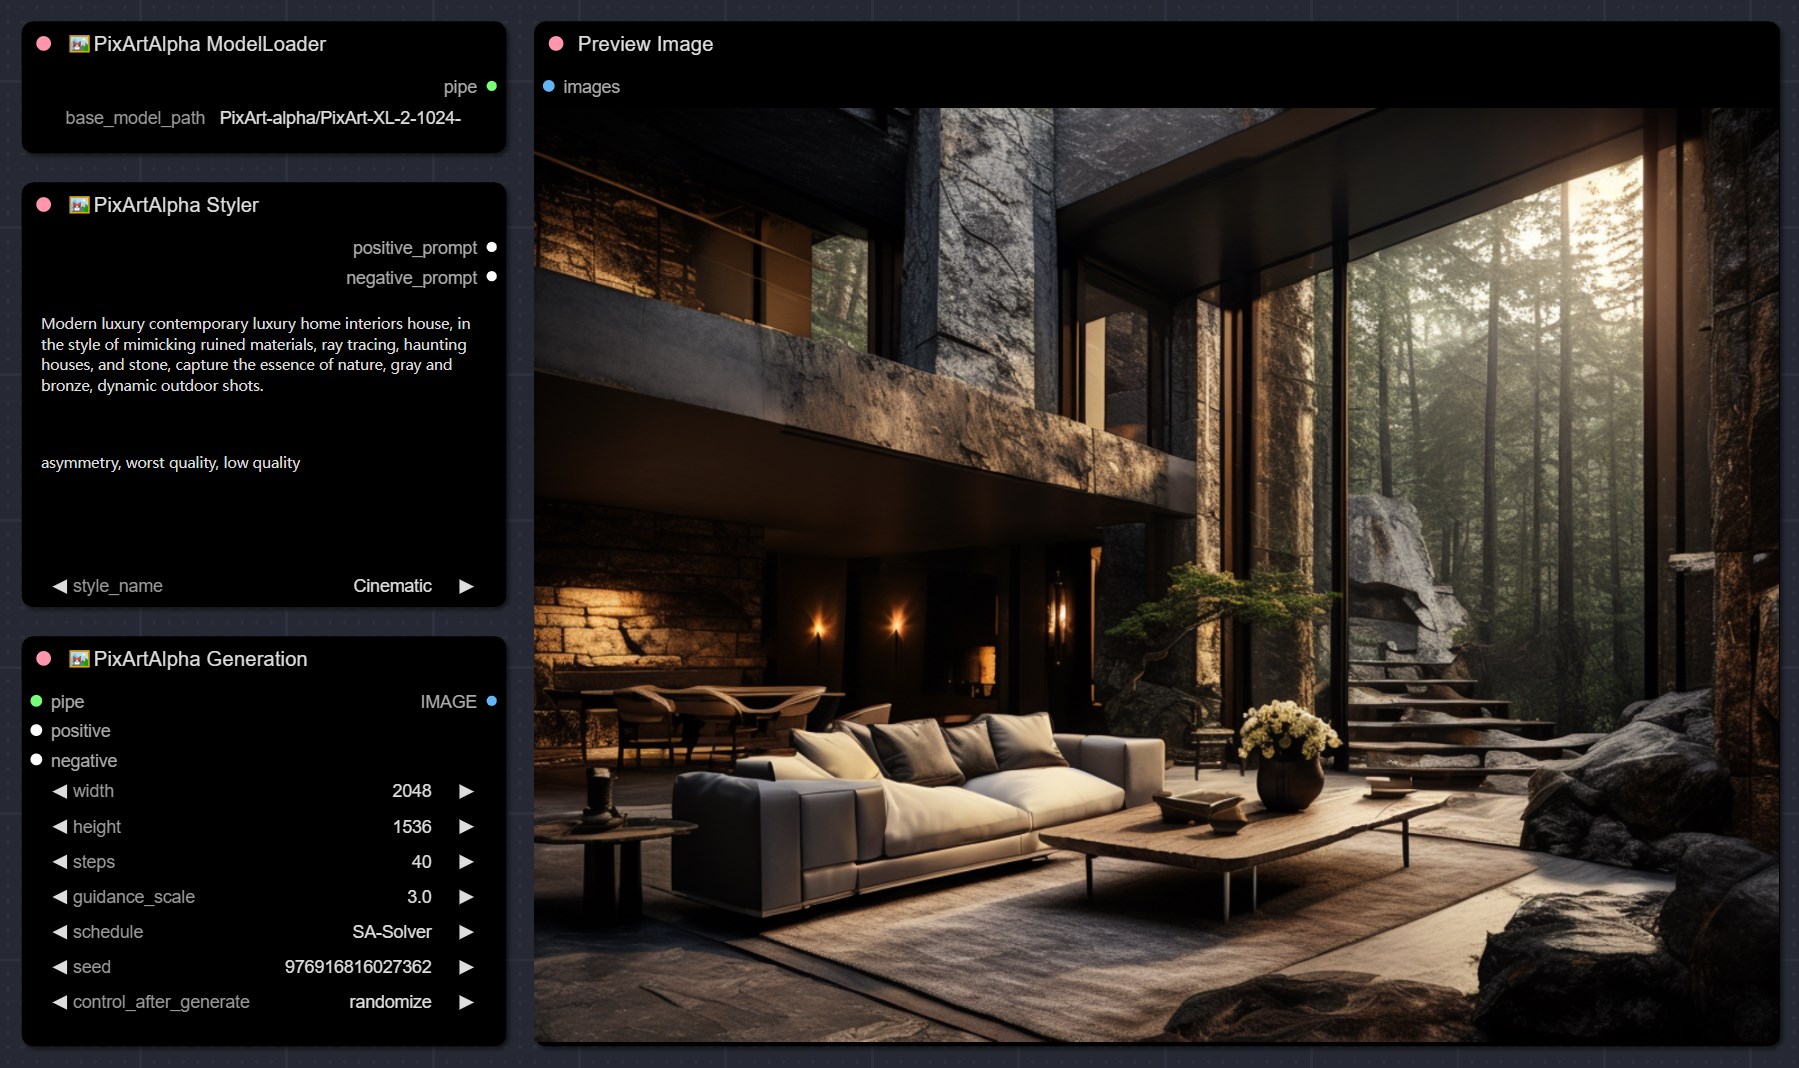 PixArtAlpha ModelLoader
pipe
base_model_path PixArt-alpha/PixArt-XL-2-1024-
PixArtAlpha Styler
positive_prompt
negative_prompt
Modern luxury contemporary luxury home interiors house, in
the style of mimicking ruined materials, ray tracing, haunting
houses, and stone, capture the essence of nature, gray and
bronze, dynamic outdoor shots.
asymmetry, worst quality, low quality
style_name Cinematic
PixArtAlpha Generation
pipe IMAGE
positive
negative
width 2048
height 1536
steps 40
guidance_scale 3.0
schedule SA-Solver
seed 976916816027362
control_after_generate randomize
Preview Image
images